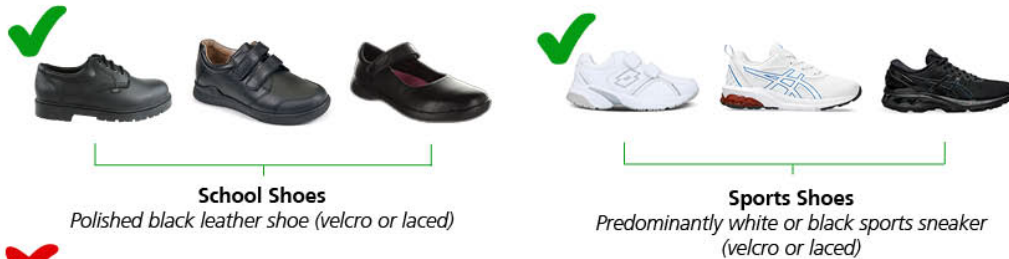 School Shoes
Polished black leather shoe (velcro or laced)
Sports Shoes
Predominantly white or black sports sneaker
(velcro or laced)